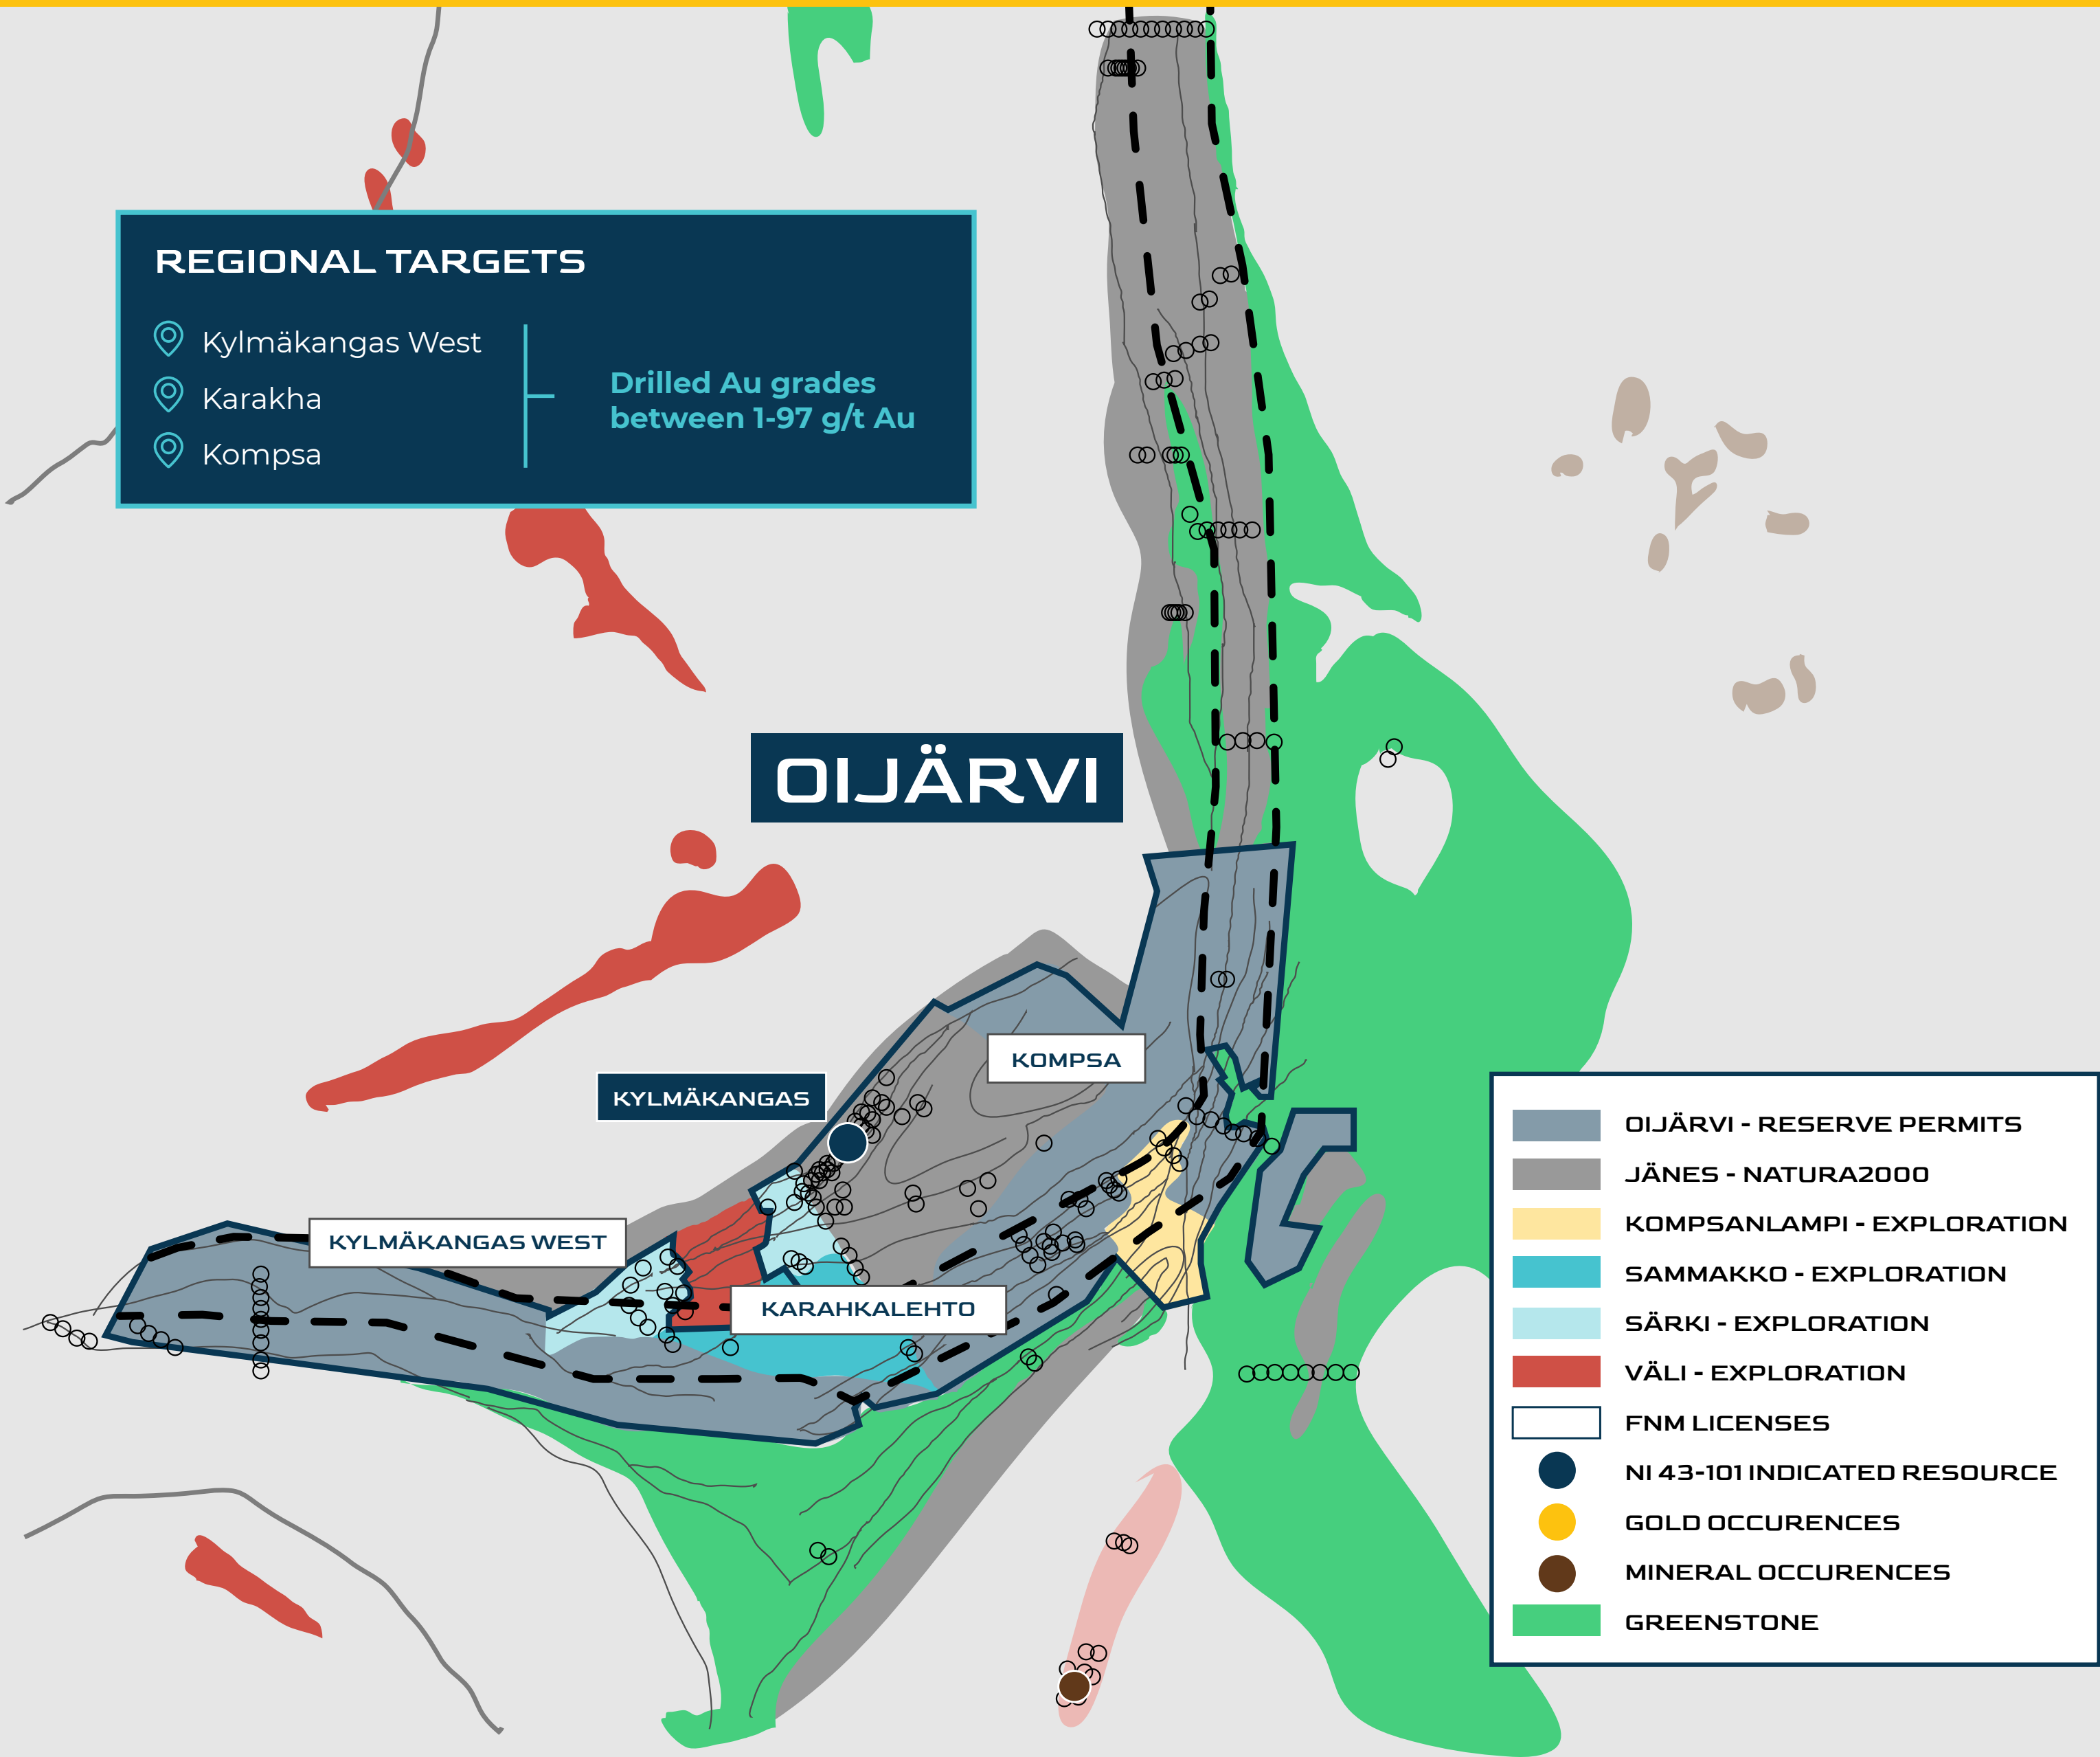 REGIONAL TARGETS
Kylmäkangas West
Karakha
Kompsa
Drilled Au grades
between 1-97 g/t Au
OIJÄRVI
KOMPSA
KYLMÄKANGAS
KYLMÄKANGAS WEST
KARAHKALEHTO
OIJÄRVI - RESERVE PERMITS
JÄNES - NATURA2000
KOMPSANLAMPI - EXPLORATION
SAMMAKKO - EXPLORATION
SÄRKI - EXPLORATION
VÄLI - EXPLORATION
FNM LICENSES
NI 43-101 INDICATED RESOURCE
GOLD OCCURENCES
MINERAL OCCURENCES
GREENSTONE